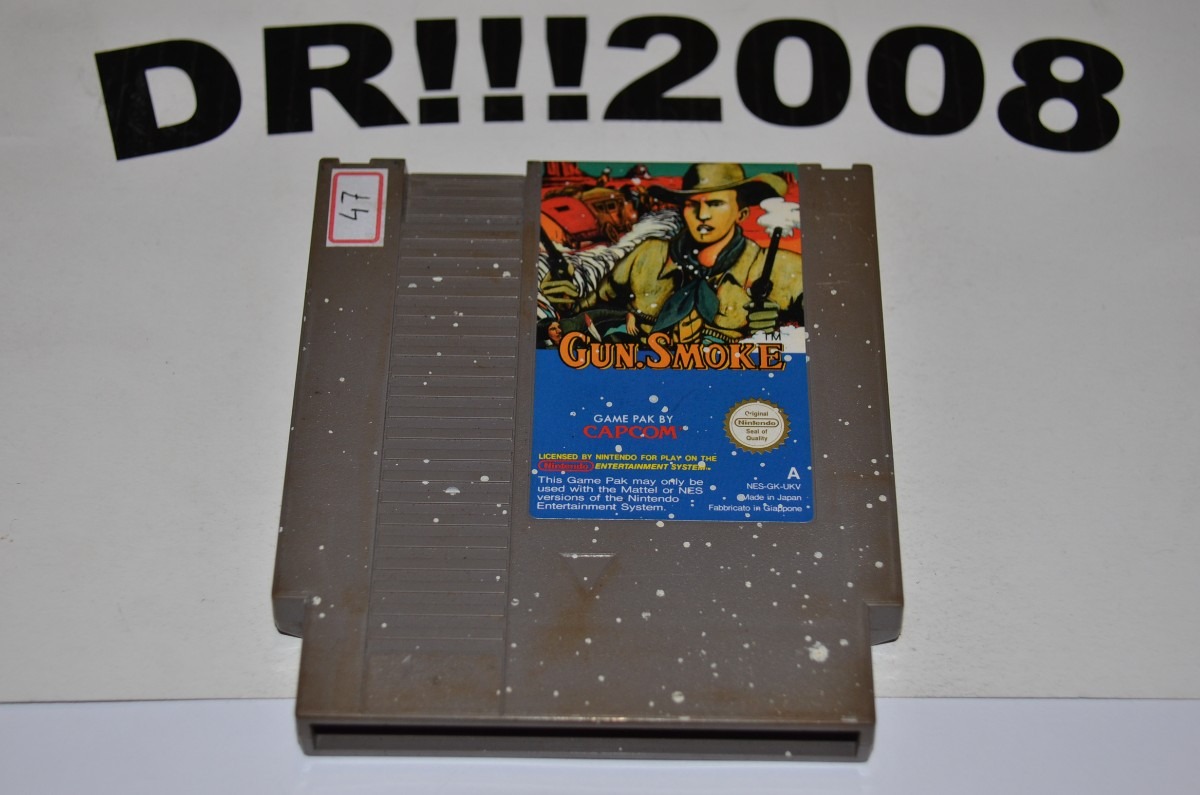 DR!!!2008
47
GUN.SMOKE™
GAME PAK BY
CAPCOM
Original
Nintendo
Seal of
Quality
LICENSED BY NINTENDO FOR PLAY ON THE
Nintendo ENTERTAINMENT SYSTEM™
This Game Pak may only be
used with the Mattel or NES
versions of the Nintendo
Entertainment System.
A
NES-GK-UKV
Made in Japan
Fabbricato in Giappone